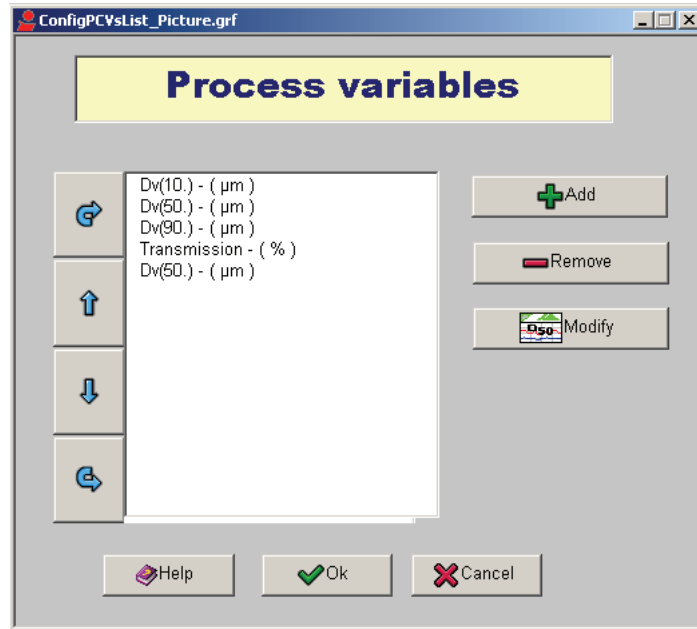 ConfigPCVsList_Picture.grf
Process variables
Dv(10.) - ( µm )
Dv(50.) - ( µm )
Dv(90.) - ( µm )
Transmission - ( % )
Dv(50.) - ( µm )
Add
Remove
D50 Modify
Help
Ok
Cancel